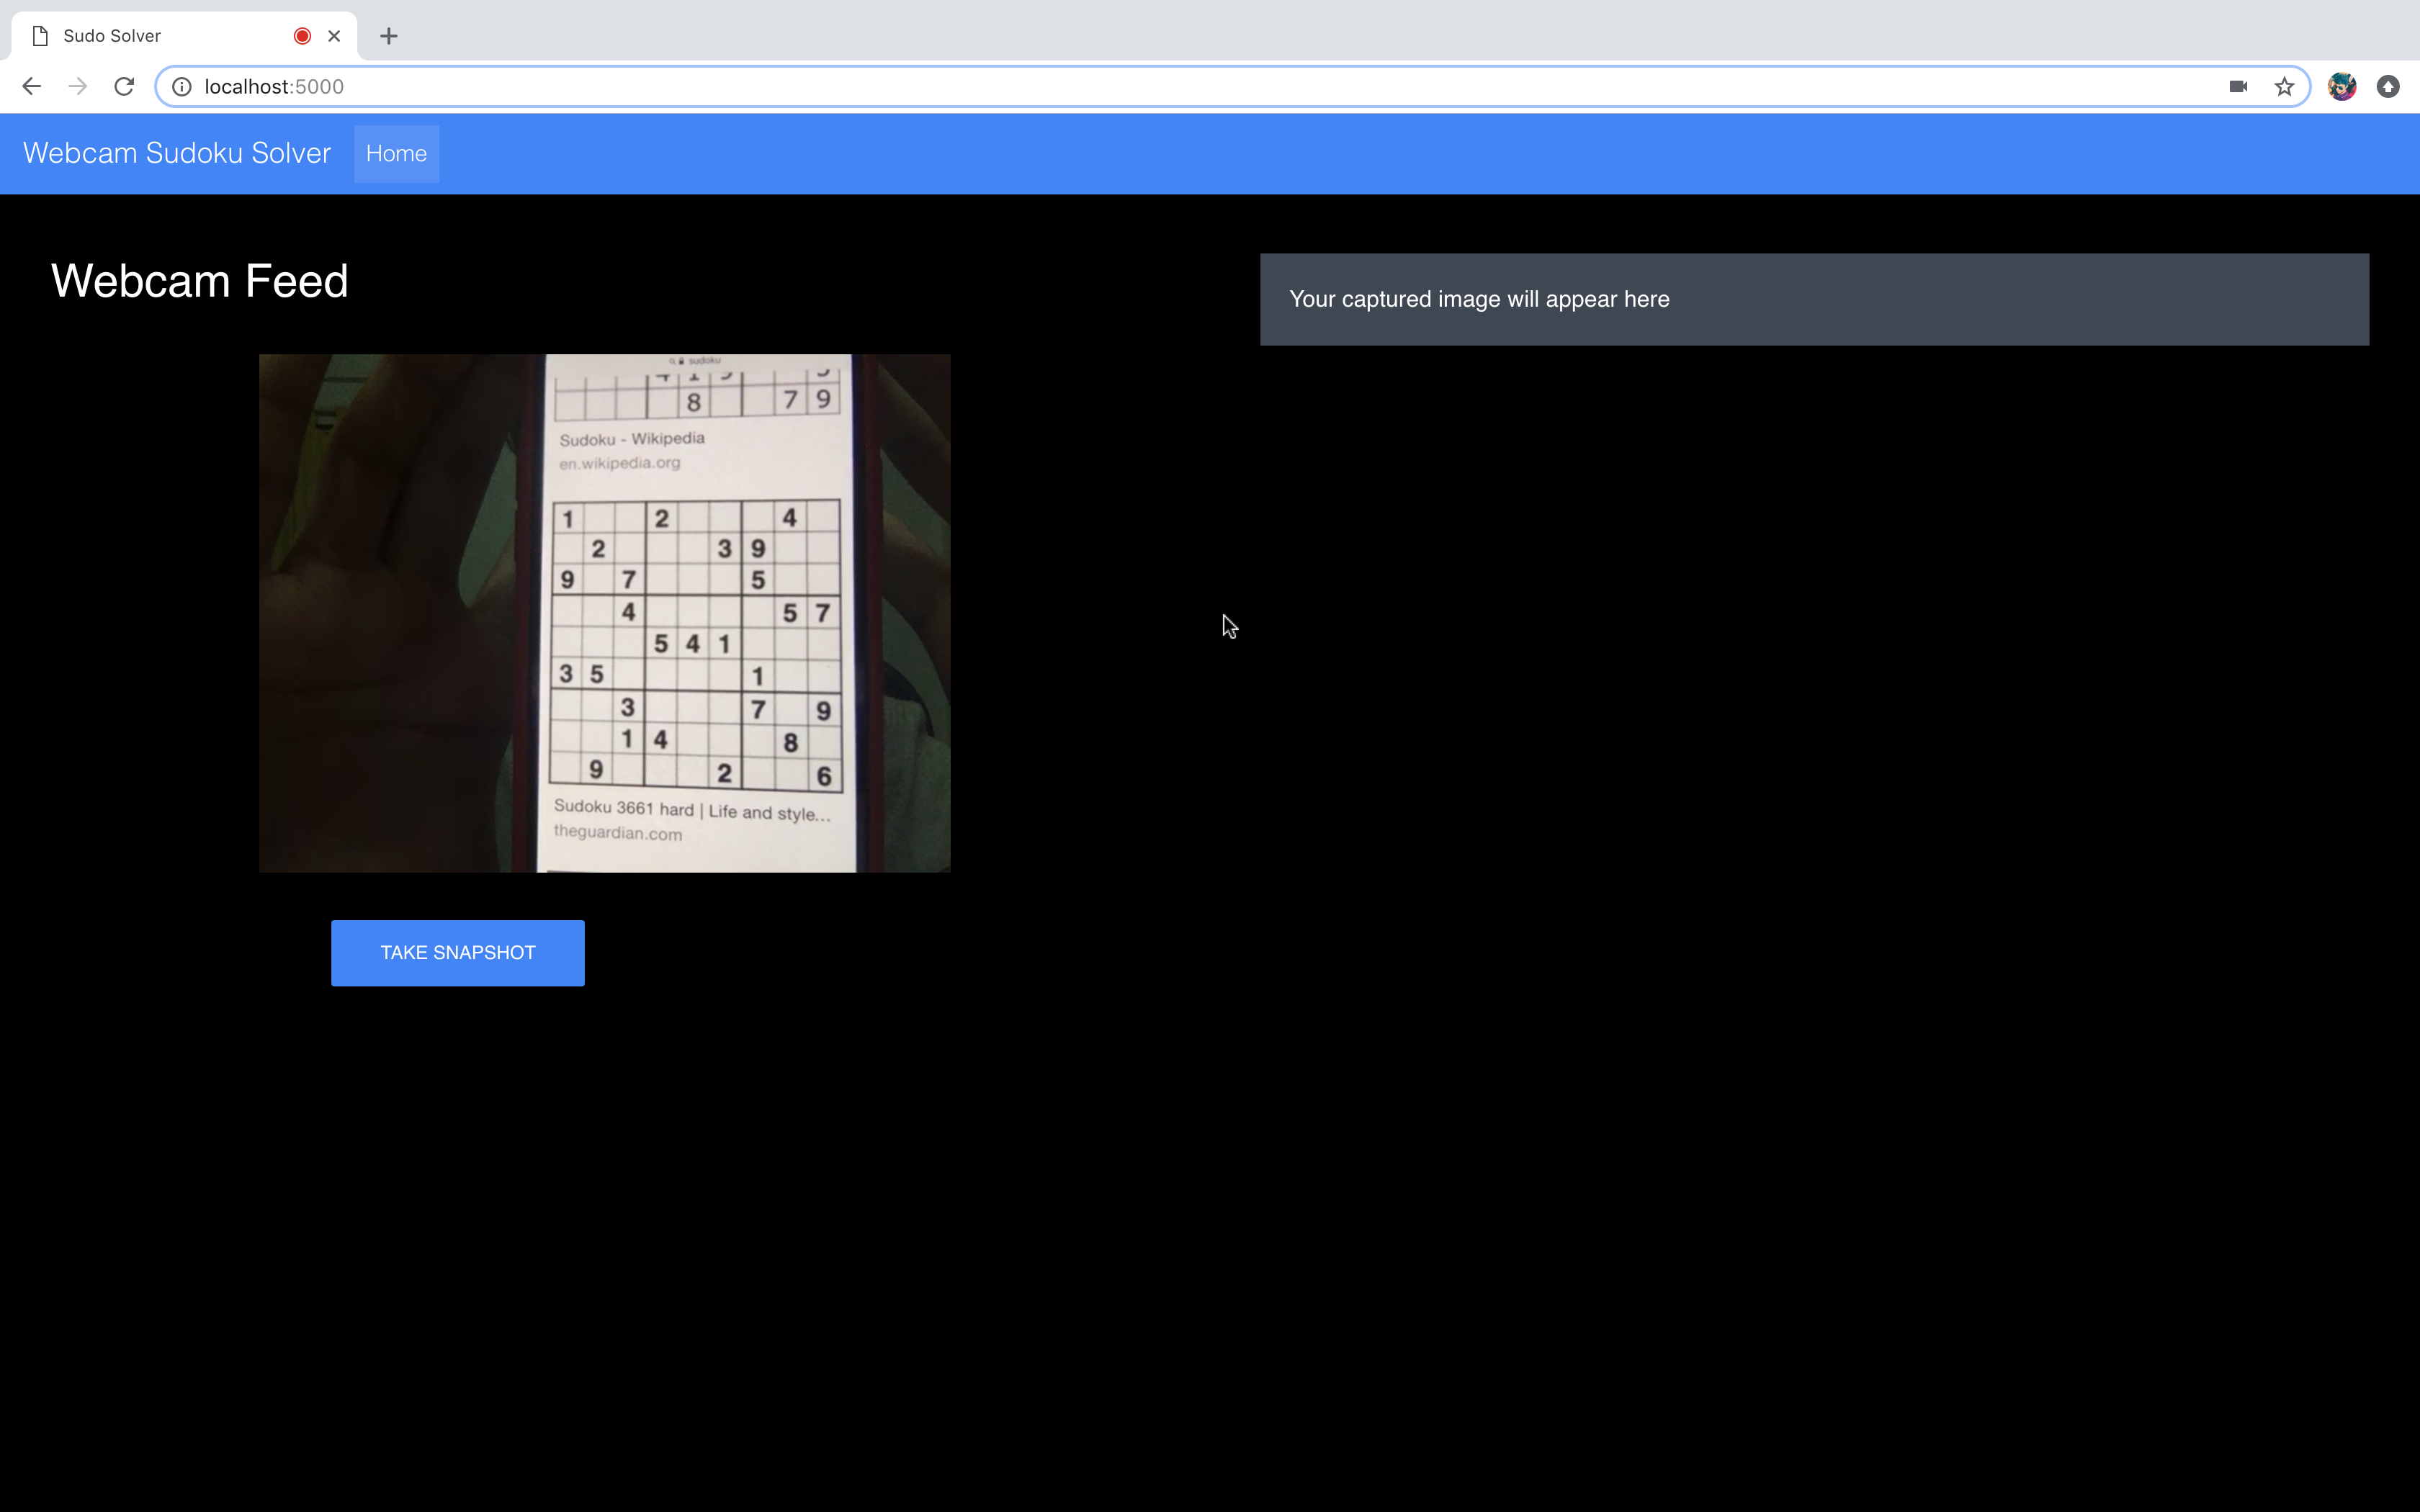 Sudo Solver
localhost:5000
Webcam Sudoku Solver Home
Webcam Feed
Your captured image will appear here
sudoku
8 7 9
Sudoku - Wikipedia
en.wikipedia.org
1 2 4
2 3 9
9 7 5
4 5 7
5 4 1
3 5 1
3 7 9
1 4 8
9 2 6
Sudoku 3661 hard | Life and style...
theguardian.com
TAKE SNAPSHOT